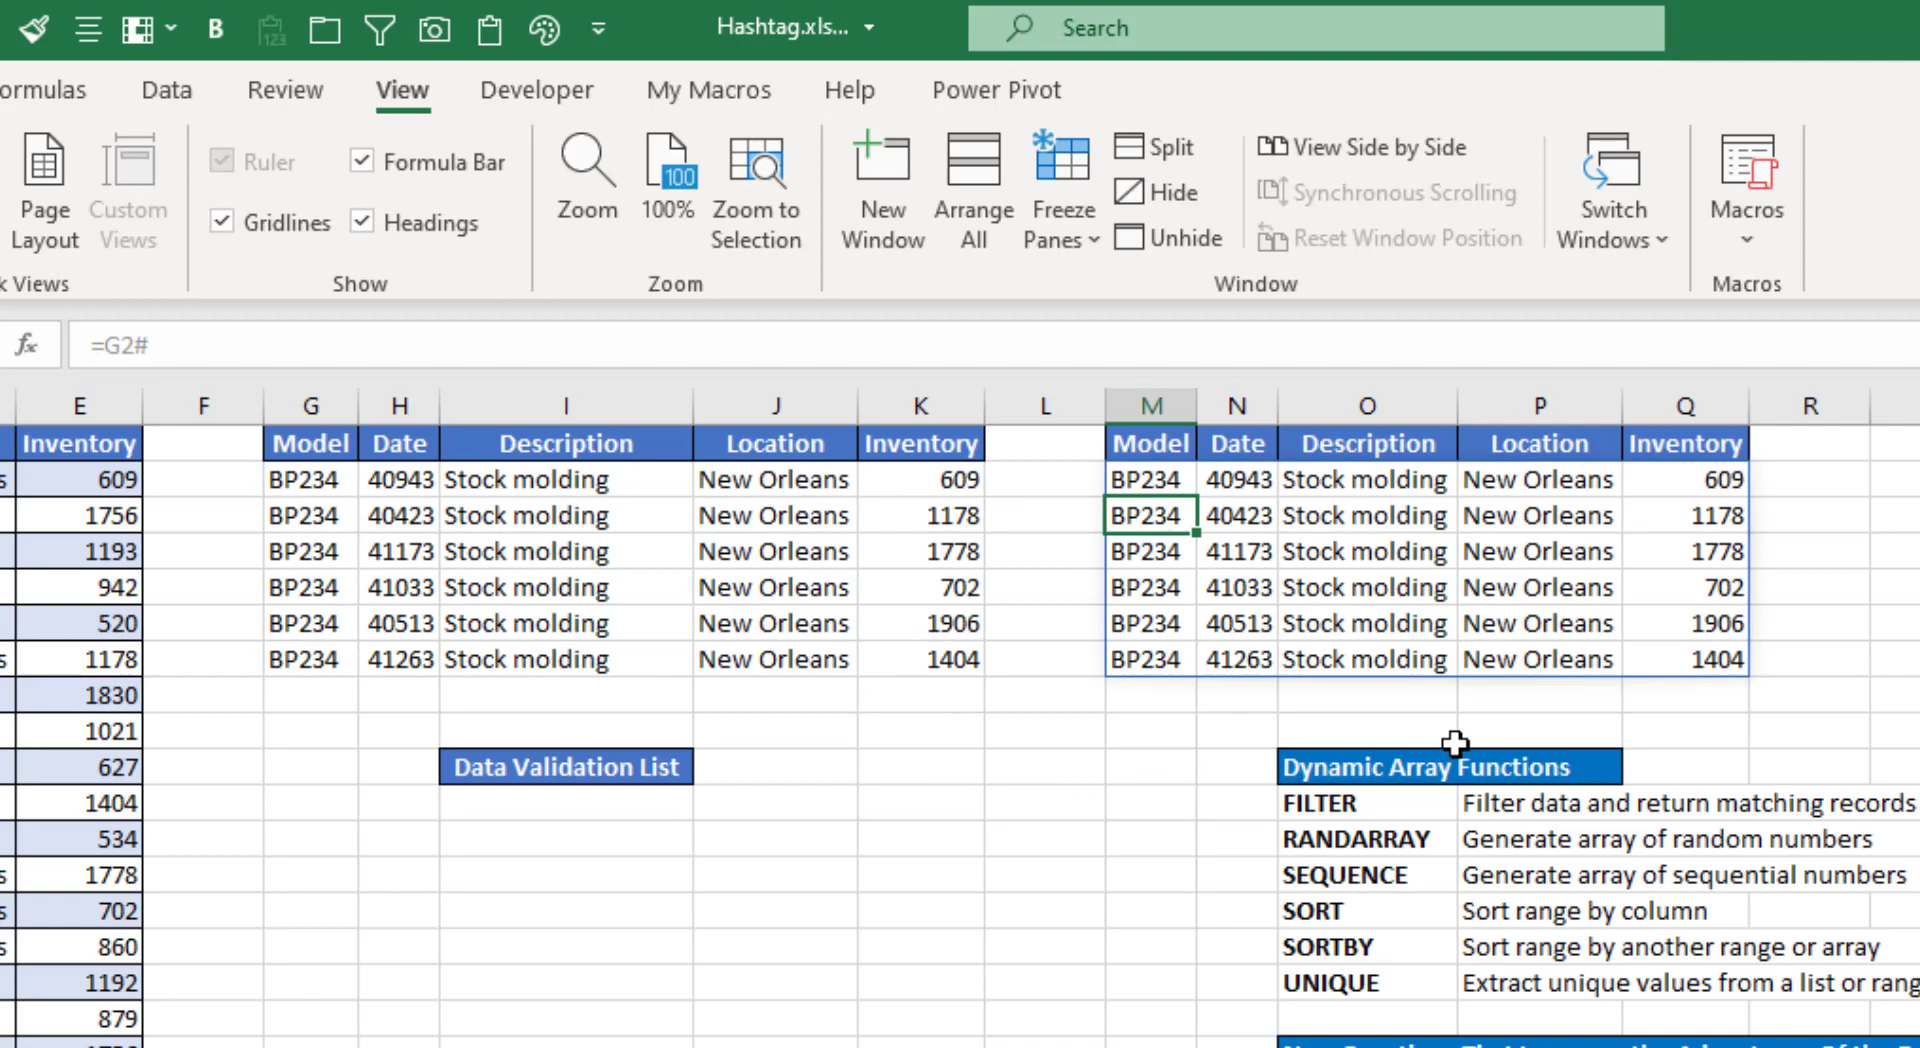 Hashtag.xls... Search
ormulas Data Review View Developer My Macros Help Power Pivot
Page Layout Custom Views
k Views
Ruler Formula Bar
Gridlines Headings
Show
Zoom 100% Zoom to Selection
Zoom
New Window Arrange All Freeze Panes
Split
Hide
Unhide
View Side by Side
Synchronous Scrolling
Reset Window Position
Switch Windows
Window
Macros
Macros
fx =G2#
E F G H I J K L M N O P Q R
Inventory Model Date Description Location Inventory Model Date Description Location Inventory
s 609 BP234 40943 Stock molding New Orleans 609 BP234 40943 Stock molding New Orleans 609
1756 BP234 40423 Stock molding New Orleans 1178 BP234 40423 Stock molding New Orleans 1178
1193 BP234 41173 Stock molding New Orleans 1778 BP234 41173 Stock molding New Orleans 1778
942 BP234 41033 Stock molding New Orleans 702 BP234 41033 Stock molding New Orleans 702
520 BP234 40513 Stock molding New Orleans 1906 BP234 40513 Stock molding New Orleans 1906
s 1178 BP234 41263 Stock molding New Orleans 1404 BP234 41263 Stock molding New Orleans 1404
1830
1021
627 Data Validation List Dynamic Array Functions
1404 FILTER Filter data and return matching records
534 RANDARRAY Generate array of random numbers
s 1778 SEQUENCE Generate array of sequential numbers
s 702 SORT Sort range by column
s 860 SORTBY Sort range by another range or array
1192 UNIQUE Extract unique values from a list or rang
879